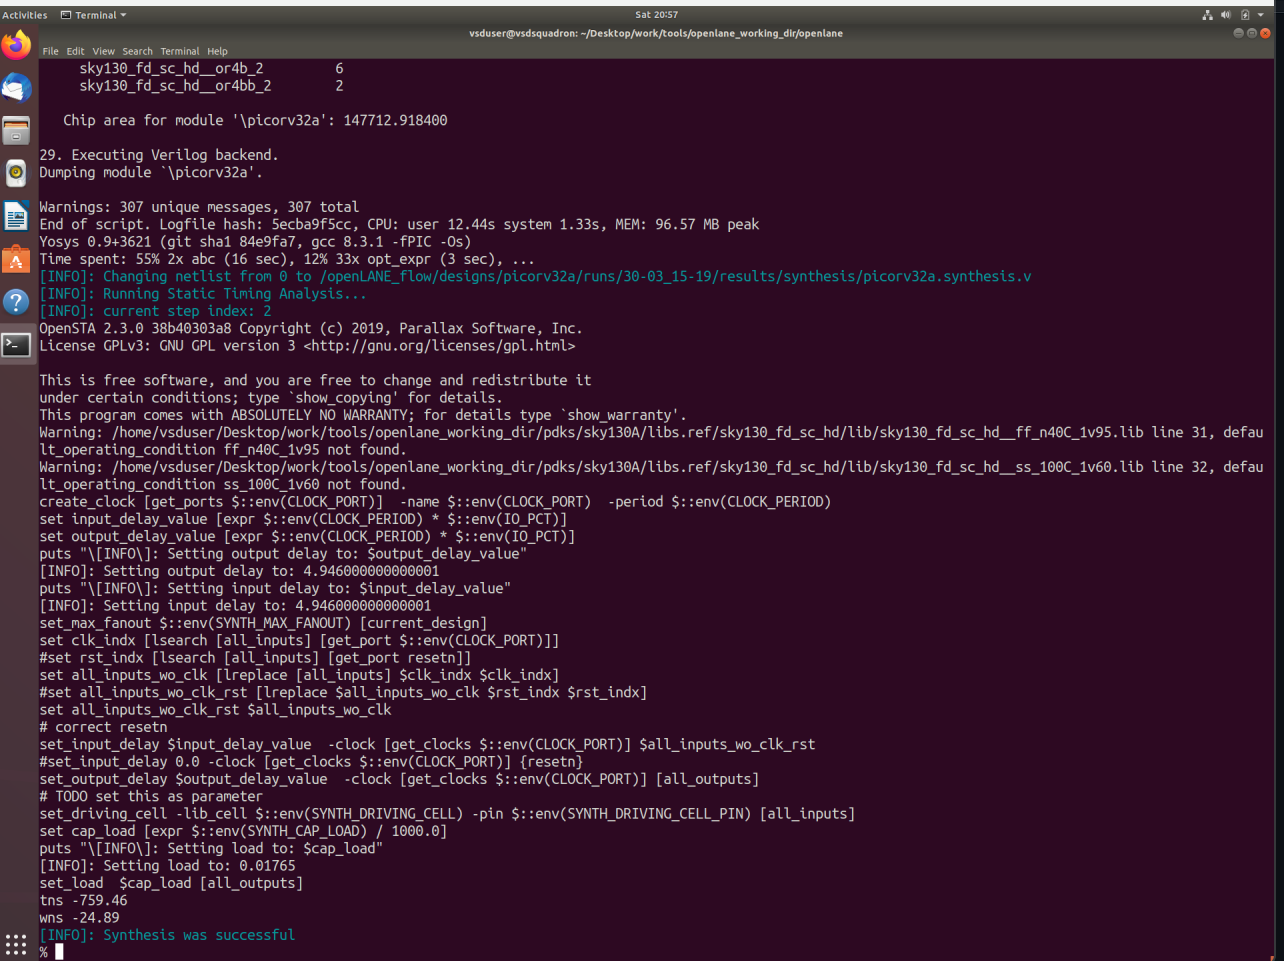 Activities Terminal Sat 20:57
vsduser@vsdsquadron: ~/Desktop/work/tools/openlane_working_dir/openlane
File Edit View Search Terminal Help
sky130_fd_sc_hd__or4b_2 6
sky130_fd_sc_hd__or4bb_2 2
Chip area for module '\picorv32a': 147712.918400
29. Executing Verilog backend.
Dumping module `\picorv32a'.
Warnings: 307 unique messages, 307 total
End of script. Logfile hash: 5ecba9f5cc, CPU: user 12.44s system 1.33s, MEM: 96.57 MB peak
Yosys 0.9+3621 (git sha1 84e9fa7, gcc 8.3.1 -fPIC -Os)
Time spent: 55% 2x abc (16 sec), 12% 33x opt_expr (3 sec), ...
[INFO]: Changing netlist from 0 to /openLANE_flow/designs/picorv32a/runs/30-03_15-19/results/synthesis/picorv32a.synthesis.v
[INFO]: Running Static Timing Analysis...
[INFO]: current step index: 2
OpenSTA 2.3.0 38b40303a8 Copyright (c) 2019, Parallax Software, Inc.
License GPLv3: GNU GPL version 3 <http://gnu.org/licenses/gpl.html>
This is free software, and you are free to change and redistribute it
under certain conditions; type `show_copying' for details.
This program comes with ABSOLUTELY NO WARRANTY; for details type `show_warranty'.
Warning: /home/vsduser/Desktop/work/tools/openlane_working_dir/pdks/sky130A/libs.ref/sky130_fd_sc_hd/lib/sky130_fd_sc_hd__ff_n40C_1v95.lib line 31, defau
lt_operating_condition ff_n40C_1v95 not found.
Warning: /home/vsduser/Desktop/work/tools/openlane_working_dir/pdks/sky130A/libs.ref/sky130_fd_sc_hd/lib/sky130_fd_sc_hd__ss_100C_1v60.lib line 32, defau
lt_operating_condition ss_100C_1v60 not found.
create_clock [get_ports $::env(CLOCK_PORT)]  -name $::env(CLOCK_PORT)  -period $::env(CLOCK_PERIOD)
set input_delay_value [expr $::env(CLOCK_PERIOD) * $::env(IO_PCT)]
set output_delay_value [expr $::env(CLOCK_PERIOD) * $::env(IO_PCT)]
puts "\[INFO\]: Setting output delay to: $output_delay_value"
[INFO]: Setting output delay to: 4.946000000000001
puts "\[INFO\]: Setting input delay to: $input_delay_value"
[INFO]: Setting input delay to: 4.946000000000001
set_max_fanout $::env(SYNTH_MAX_FANOUT) [current_design]
set clk_indx [lsearch [all_inputs] [get_port $::env(CLOCK_PORT)]]
#set rst_indx [lsearch [all_inputs] [get_port resetn]]
set all_inputs_wo_clk [lreplace [all_inputs] $clk_indx $clk_indx]
#set all_inputs_wo_clk_rst [lreplace $all_inputs_wo_clk $rst_indx $rst_indx]
set all_inputs_wo_clk_rst $all_inputs_wo_clk
# correct resetn
set_input_delay $input_delay_value  -clock [get_clocks $::env(CLOCK_PORT)] $all_inputs_wo_clk_rst
#set_input_delay 0.0 -clock [get_clocks $::env(CLOCK_PORT)] {resetn}
set_output_delay $output_delay_value  -clock [get_clocks $::env(CLOCK_PORT)] [all_outputs]
# TODO set this as parameter
set_driving_cell -lib_cell $::env(SYNTH_DRIVING_CELL) -pin $::env(SYNTH_DRIVING_CELL_PIN) [all_inputs]
set cap_load [expr $::env(SYNTH_CAP_LOAD) / 1000.0]
puts "\[INFO\]: Setting load to: $cap_load"
[INFO]: Setting load to: 0.01765
set_load  $cap_load [all_outputs]
tns -759.46
wns -24.89
[INFO]: Synthesis was successful
%